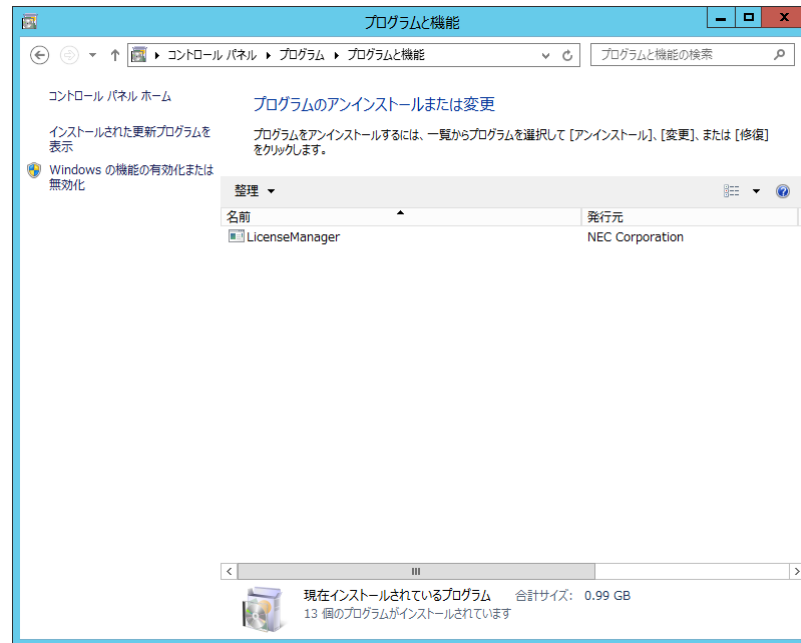 プログラムと機能
コントロール パネル プログラム プログラムと機能
プログラムと機能の検索
コントロール パネル ホーム
インストールされた更新プログラムを
表示
Windows の機能の有効化または
無効化
プログラムのアンインストールまたは変更
プログラムをアンインストールするには、一覧からプログラムを選択して [アンインストール]、[変更]、または [修復]
をクリックします。
整理
名前 発行元
LicenseManager NEC Corporation
現在インストールされているプログラム 合計サイズ: 0.99 GB
13 個のプログラムがインストールされています